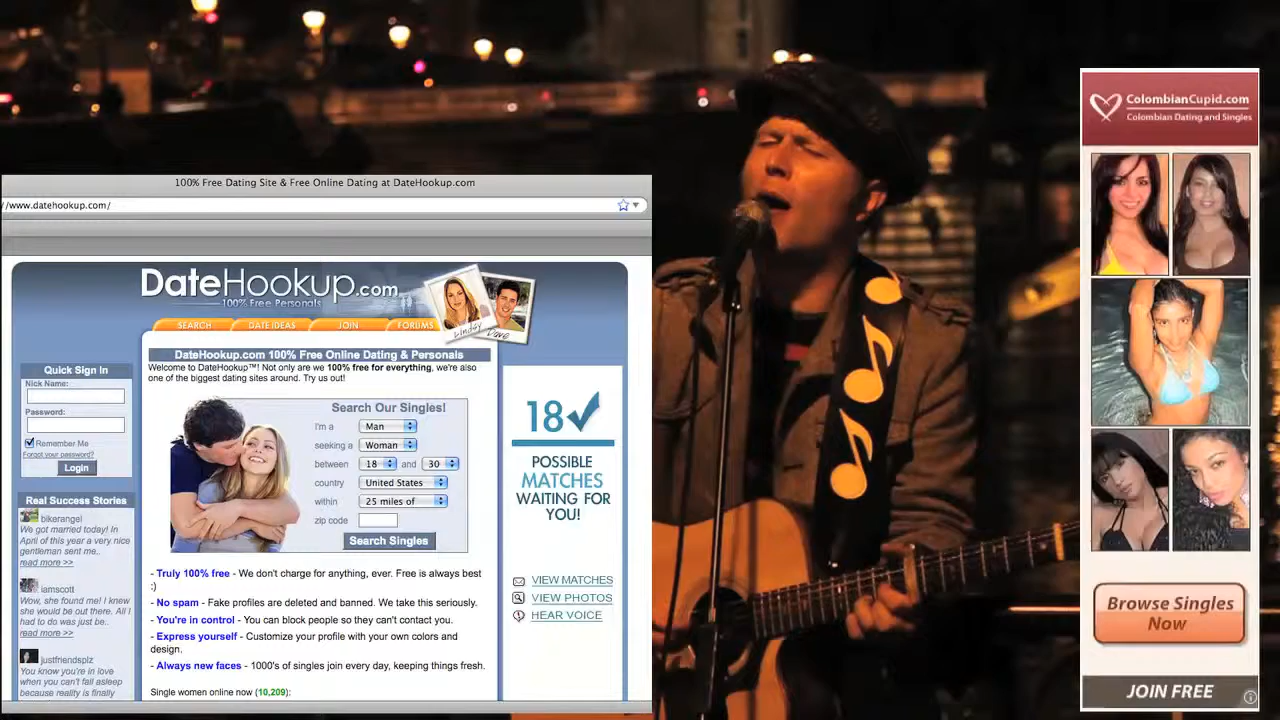 100% Free Dating Site & Free Online Dating at DateHookup.com
//www.datehookup.com/
DateHookup.com
100% Free Personals
Lindsy Dave
SEARCH DATE IDEAS JOIN FORUMS
Quick Sign In
Nick Name:
Password:
Remember Me
Forgot your password?
Login
Real Success Stories
bikerangel
We got married today! In
April of this year a very nice
gentleman sent me..
read more >>
iamscott
Wow, she found me! I knew
she would be out there. All I
had to do was just be..
read more >>
justfriendsplz
You know you're in love
when you can't fall asleep
because reality is finally
DateHookup.com 100% Free Online Dating & Personals
Welcome to DateHookup™! Not only are we 100% free for everything, we're also
one of the biggest dating sites around. Try us out!
Search Our Singles!
I'm a Man
seeking a Woman
between 18 and 30
country United States
within 25 miles of
zip code
Search Singles
- Truly 100% free - We don't charge for anything, ever. Free is always best
:)
- No spam - Fake profiles are deleted and banned. We take this seriously.
- You're in control - You can block people so they can't contact you.
- Express yourself - Customize your profile with your own colors and
design.
- Always new faces - 1000's of singles join every day, keeping things fresh.
Single women online now (10,209):
18
POSSIBLE
MATCHES
WAITING FOR
YOU!
VIEW MATCHES
VIEW PHOTOS
HEAR VOICE
ColombianCupid.com
Colombian Dating and Singles
Browse Singles
Now
JOIN FREE